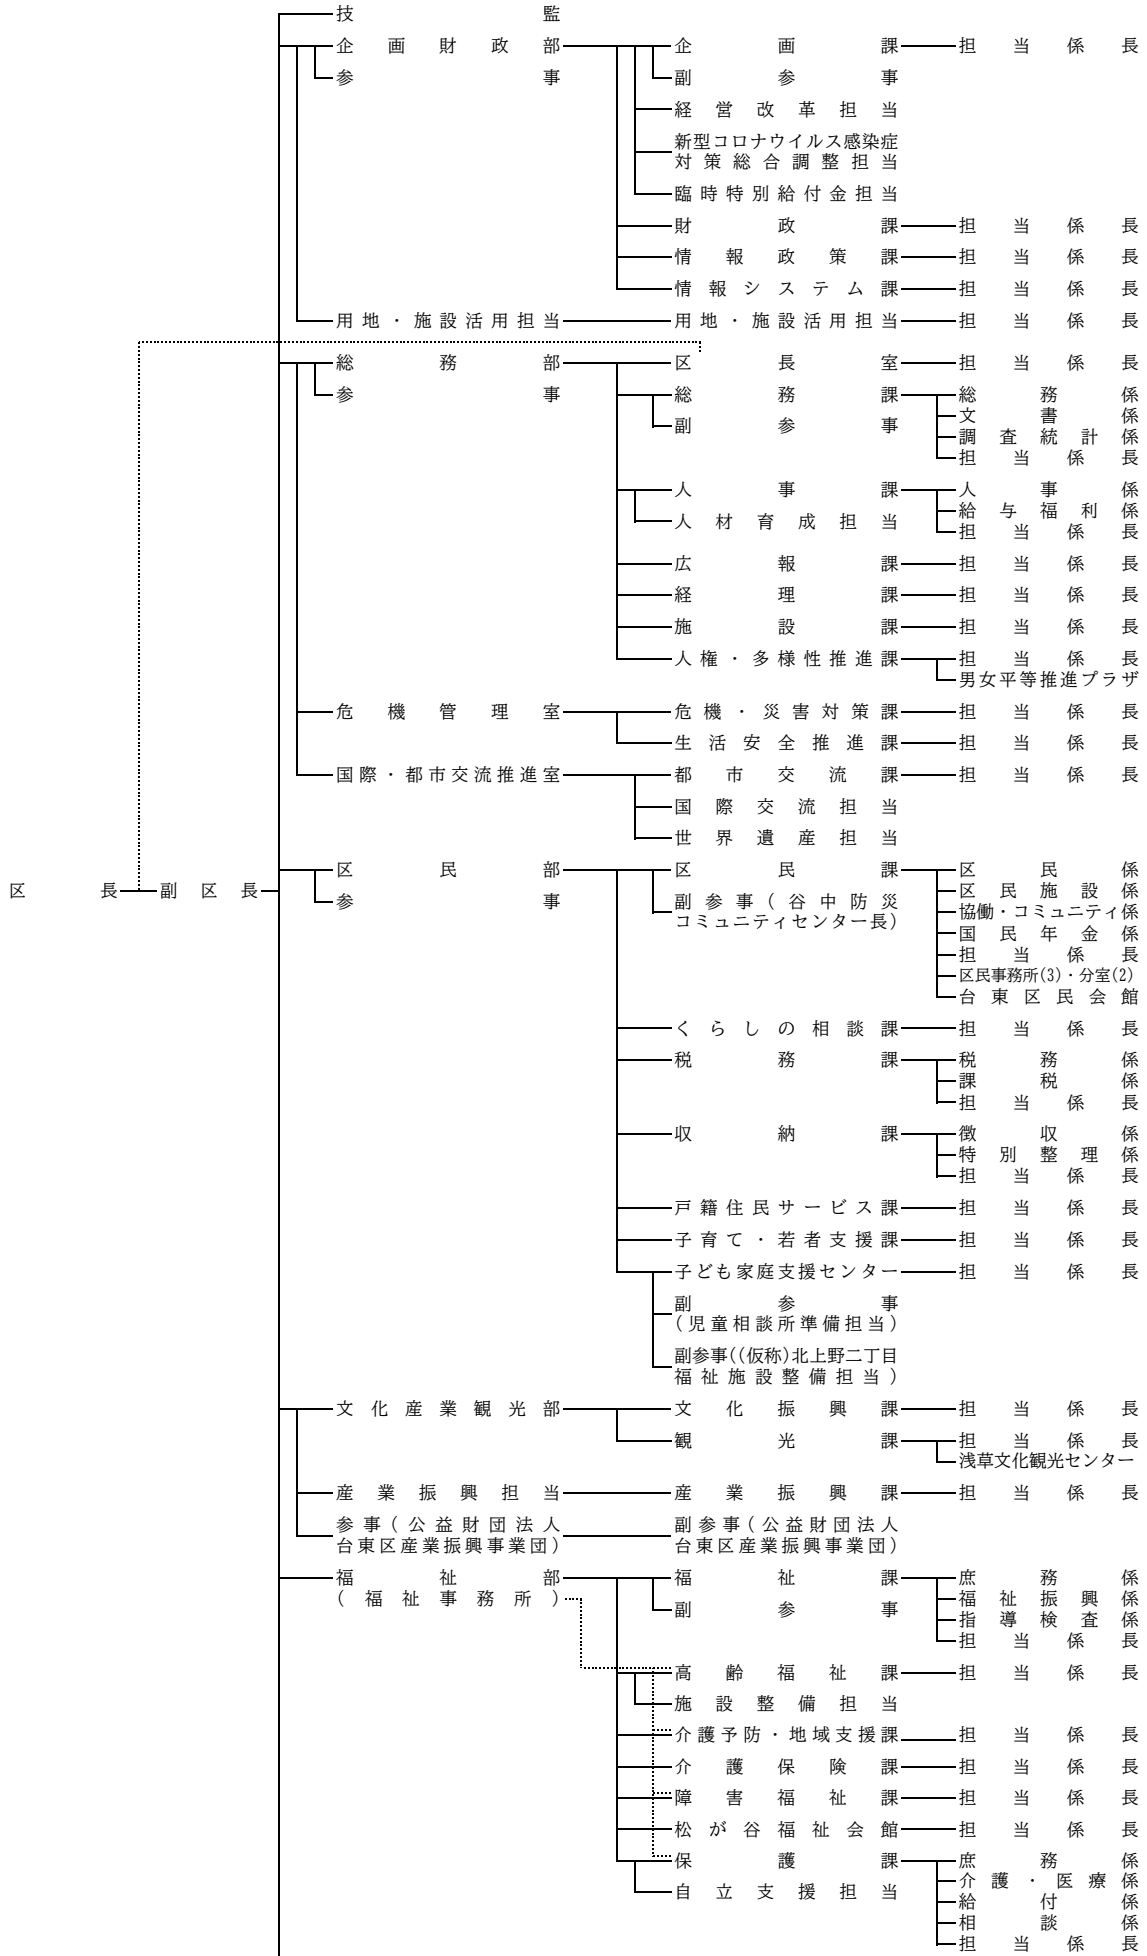 技監
企画財政部 企画課 担当係長
参事 副参事
経営改革担当
新型コロナウイルス感染症
対策総合調整担当
臨時特別給付金担当
財政課 担当係長
情報政策課 担当係長
情報システム課 担当係長
用地・施設活用担当 用地・施設活用担当 担当係長
総務部 区長室 担当係長
参事 総務課 総務係
文書係
副参事
調査統計係
担当係長
人事課 人事係
給与福利係
人材育成担当
担当係長
広報課 担当係長
経理課 担当係長
施設課 担当係長
人権・多様性推進課 担当係長
男女平等推進プラザ
危機管理室 危機・災害対策課 担当係長
生活安全推進課 担当係長
国際・都市交流推進室 都市交流課 担当係長
国際交流担当
世界遺産担当
区民部 区民課 区民係
区長 副区長 区民施設係
参事 副参事(谷中防災
コミュニティセンター長)
協働・コミュニティ係
国民年金係
担当係長
区民事務所(3)・分室(2)
台東区民会館
くらしの相談課 担当係長
税務課 税務係
課税係
担当係長
収納課 徴収係
特別整理係
担当係長
戸籍住民サービス課 担当係長
子育て・若者支援課 担当係長
子ども家庭支援センター 担当係長
副参事
(児童相談所準備担当)
副参事((仮称)北上野二丁目
福祉施設整備担当)
文化産業観光部 文化振興課 担当係長
観光課 担当係長
浅草文化観光センター
産業振興担当 産業振興課 担当係長
参事(公益財団法人 副参事(公益財団法人
台東区産業振興事業団) 台東区産業振興事業団)
福祉部 福祉課 庶務係
(福祉事務所) 福祉振興係
副参事
指導検査係
担当係長
高齢福祉課 担当係長
施設整備担当
介護予防・地域支援課 担当係長
介護保険課 担当係長
障害福祉課 担当係長
松が谷福祉会館 担当係長
保護課 庶務係
介護・医療係
自立支援担当
給付係
相談係
担当係長